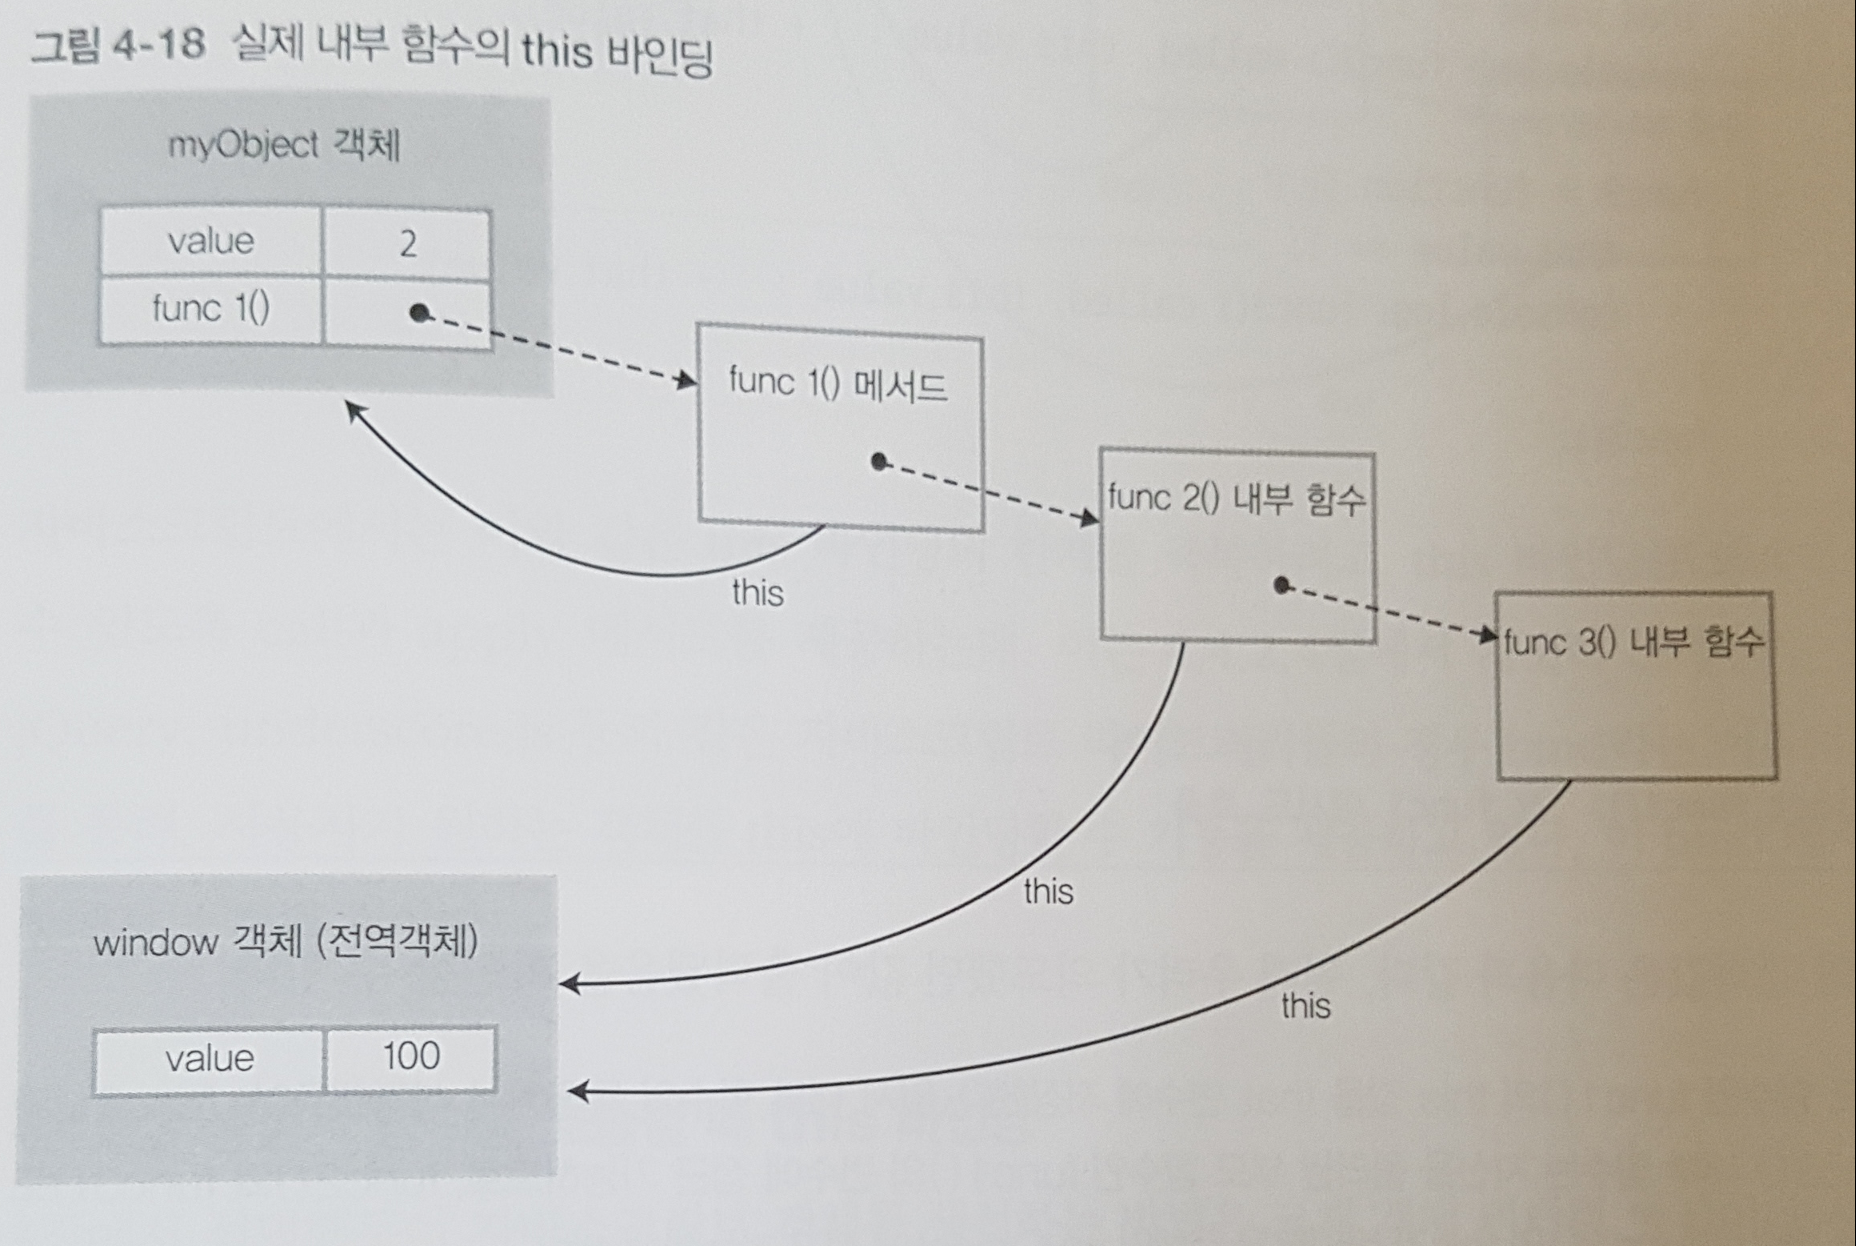 그림 4-18 실제 내부 함수의 this 바인딩
myObject 객체
value 2
func 1()
func 1() 메서드
func 2() 내부 함수
func 3() 내부 함수
this
this
this
window 객체 (전역객체)
value 100